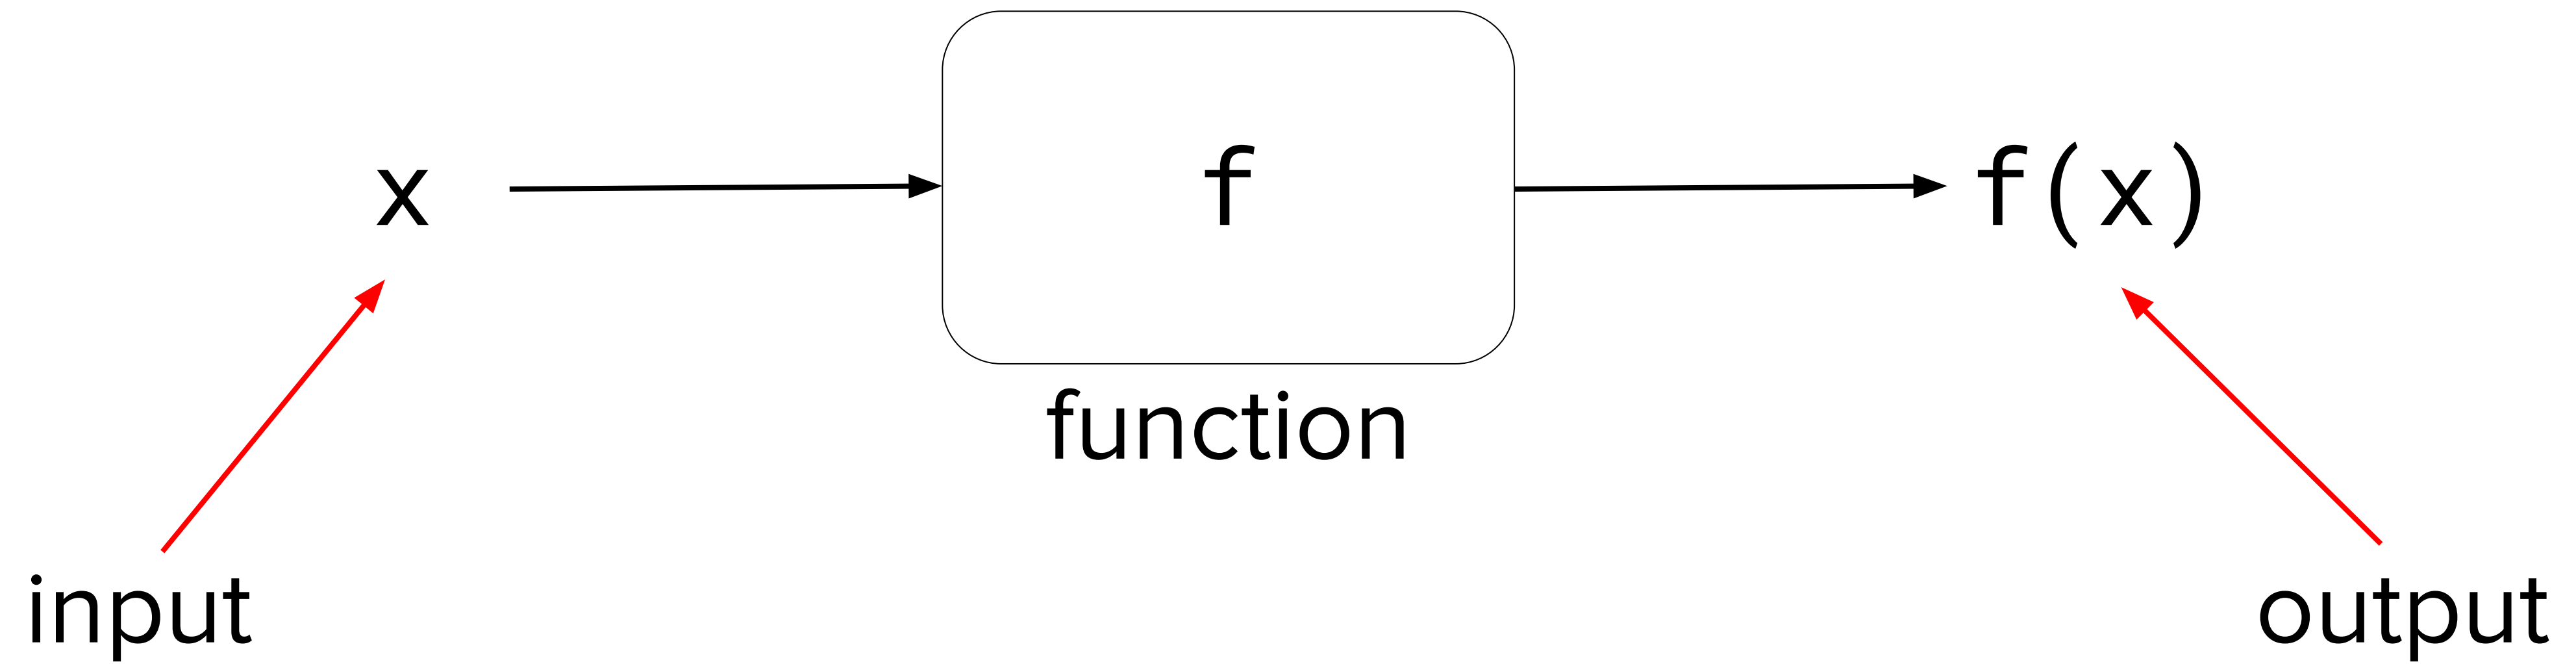 x f f(x)
function
input output